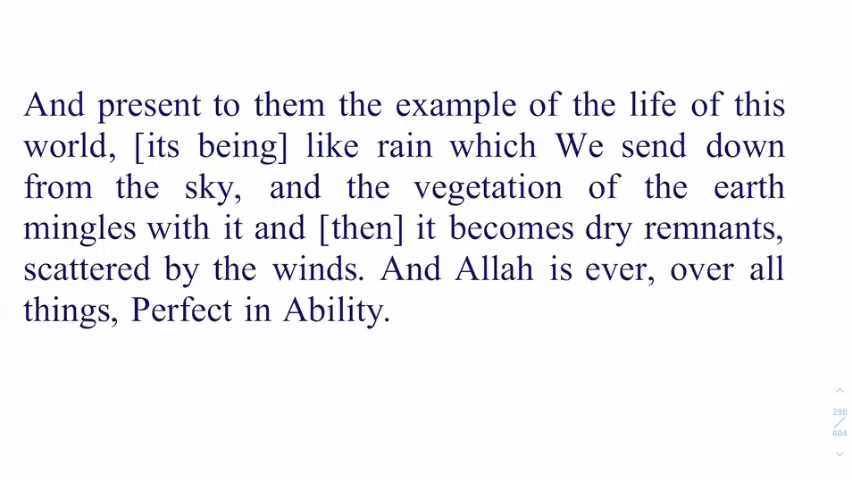 And present to them the example of the life of this
world, [its being] like rain which We send down
from the sky, and the vegetation of the earth
mingles with it and [then] it becomes dry remnants,
scattered by the winds. And Allah is ever, over all
things, Perfect in Ability.
298
/
604